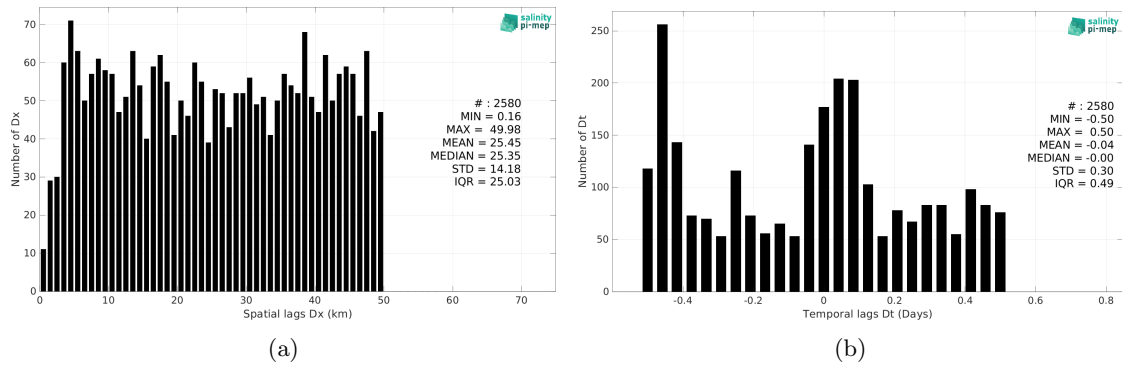 salinity
pi-mep
Number of Dx
70
60
50
40
30
20
10
0
# : 2580
MIN = 0.16
MAX = 49.98
MEAN = 25.45
MEDIAN = 25.35
STD = 14.18
IQR = 25.03
0 10 20 30 40 50 60 70
Spatial lags Dx (km)
(a)
salinity
pi-mep
Number of Dt
250
200
150
100
50
0
# : 2580
MIN = -0.50
MAX = 0.50
MEAN = -0.04
MEDIAN = -0.00
STD = 0.30
IQR = 0.49
-0.4 -0.2 0 0.2 0.4 0.6 0.8
Temporal lags Dt (Days)
(b)